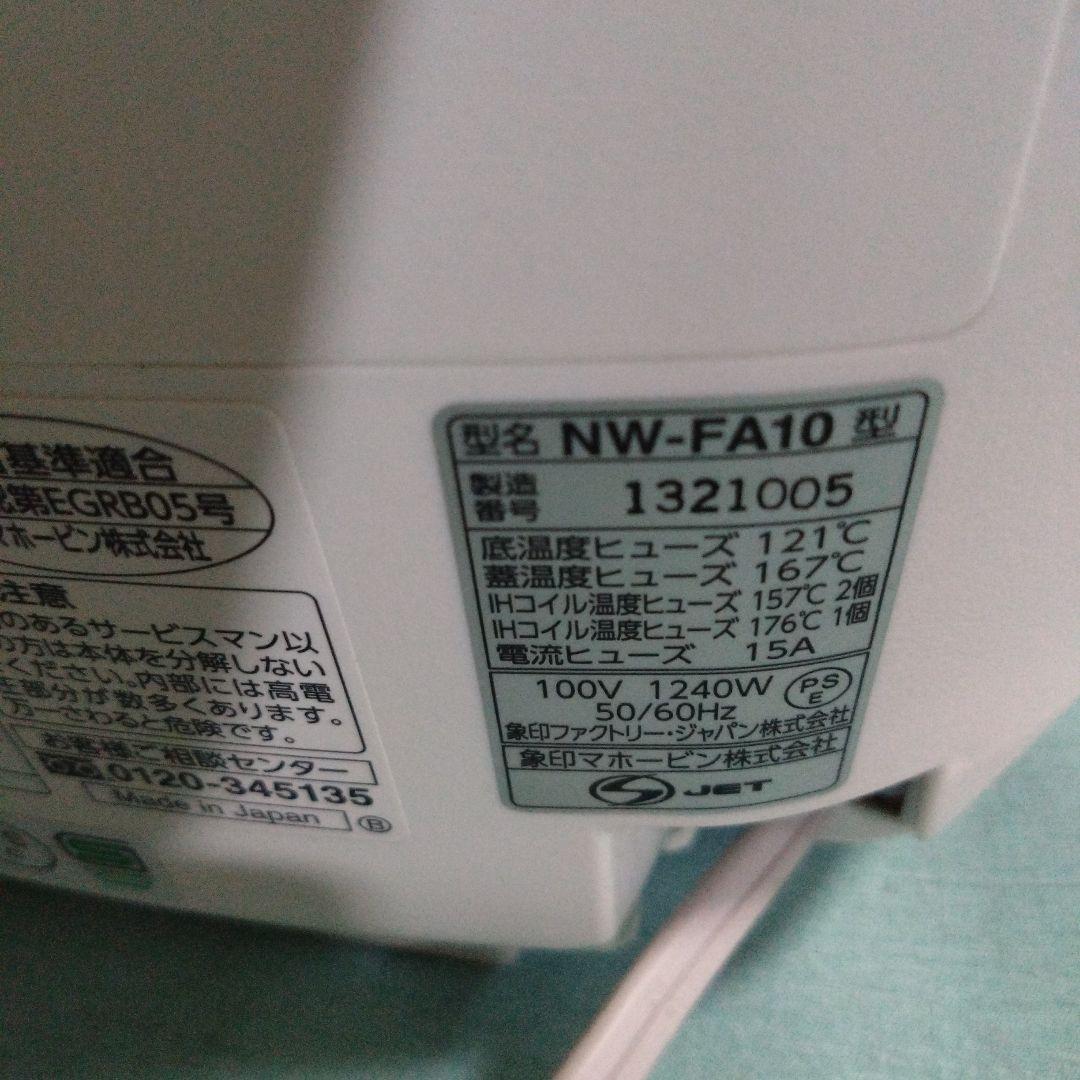 基準適合
第EGRB05号
マホービン株式会社
注意
のあるサービスマン以
の方は本体を分解しない
ください。内部には高電
部分が数多くあります。
万一さわると危険です。
お客様ご相談センター
0120-345135
Made in Japan B
型名 NW-FA10 型
製造番号 1321005
底温度ヒューズ 121℃
蓋温度ヒューズ 167℃
IHコイル温度ヒューズ 157℃ 2個
IHコイル温度ヒューズ 176℃ 1個
電流ヒューズ 15A
100V 1240W PSE
50/60Hz
象印ファクトリー・ジャパン株式会社
象印マホービン株式会社
S JET